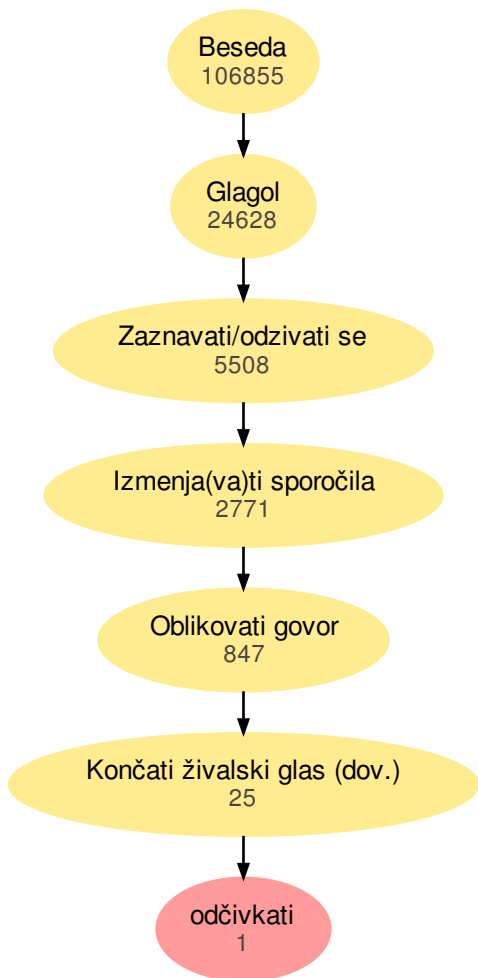 Beseda
106855
Glagol
24628
Zaznavati/odzivati se
5508
Izmenja(va)ti sporočila
2771
Oblikovati govor
847
Končati živalski glas (dov.)
25
odčivkati
1